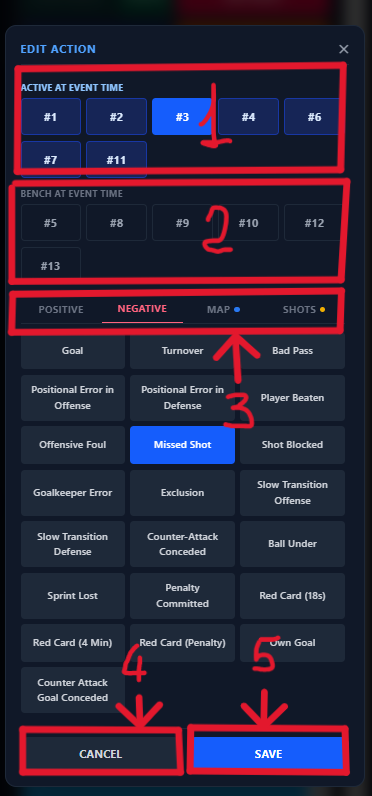 EDIT ACTION ×
ACTIVE AT EVENT TIME
#1 #2 #3 #4 #6
1
#7 #11
BENCH AT EVENT TIME
#5 #8 #9 #10 #12
2
#13
POSITIVE NEGATIVE MAP SHOTS
Goal Turnover Bad Pass
Positional Error in Offense Positional Error in Defense Player Beaten
3
Offensive Foul Missed Shot Shot Blocked
Goalkeeper Error Exclusion Slow Transition Offense
Slow Transition Defense Counter-Attack Conceded Ball Under
Sprint Lost Penalty Committed Red Card (18s)
Red Card (4 Min) Red Card (Penalty) Own Goal
4 5
Counter Attack Goal Conceded
CANCEL SAVE